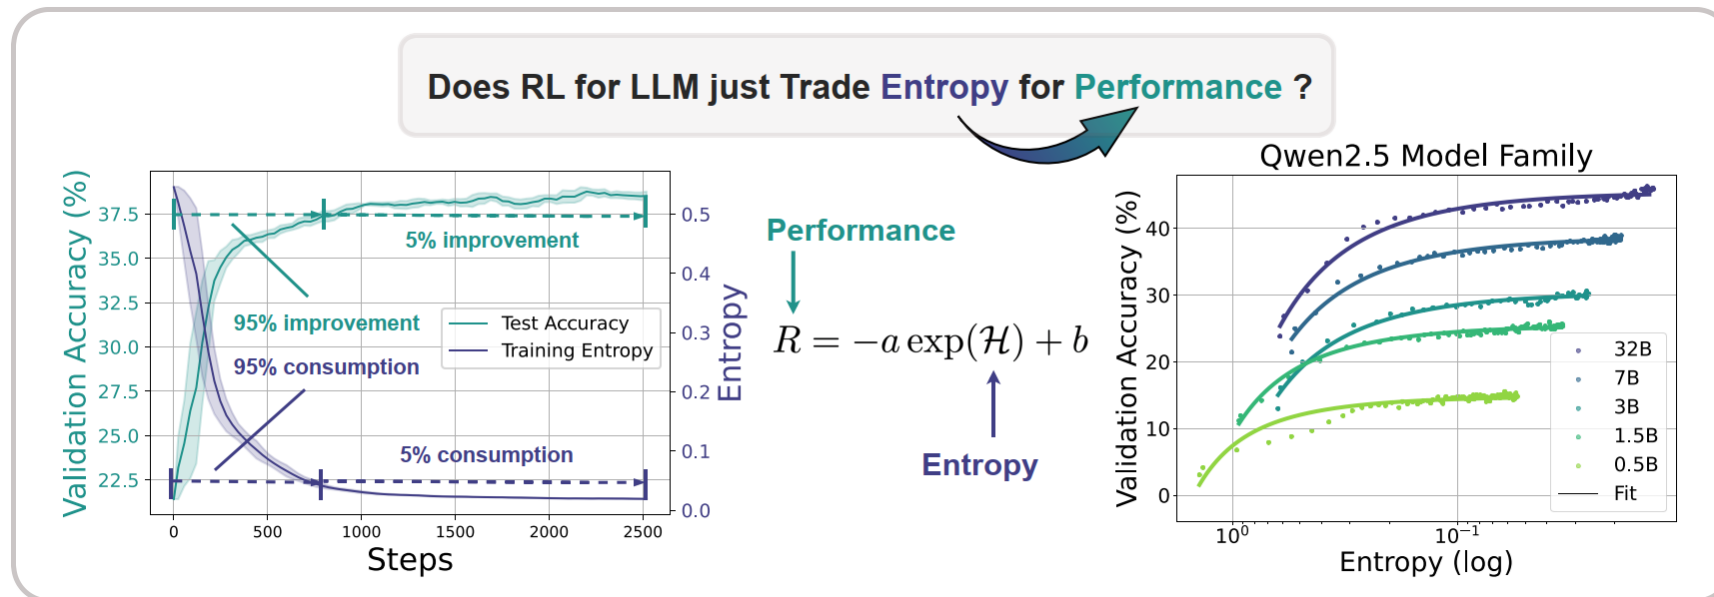 Does RL for LLM just Trade Entropy for Performance ?
Validation Accuracy (%)
37.5
35.0
32.5
30.0
27.5
25.0
22.5
0
500
1000
1500
2000
2500
Steps
0.5
0.4
0.3
0.2
0.1
0.0
Entropy
5% improvement
95% improvement
Test Accuracy
Training Entropy
95% consumption
5% consumption
Performance
R = −a exp(ℋ) + b
Entropy
Qwen2.5 Model Family
Validation Accuracy (%)
40
30
20
10
0
32B
7B
3B
1.5B
0.5B
Fit
10⁰
10⁻¹
Entropy (log)